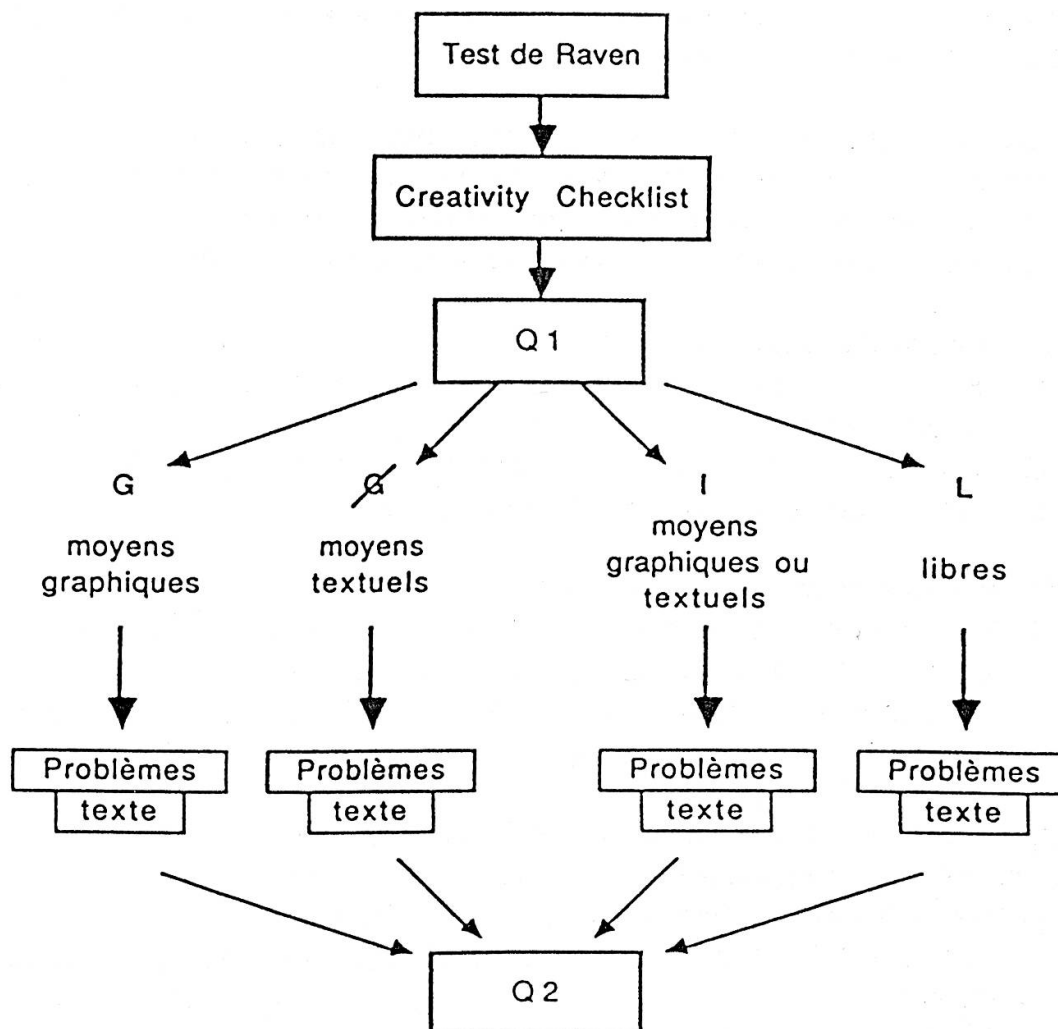 Test de Raven
Creativity Checklist
Q 1
G
moyens
graphiques
G̸
moyens
textuels
I
moyens
graphiques ou
textuels
L
libres
Problèmes
texte
Problèmes
texte
Problèmes
texte
Problèmes
texte
Q 2